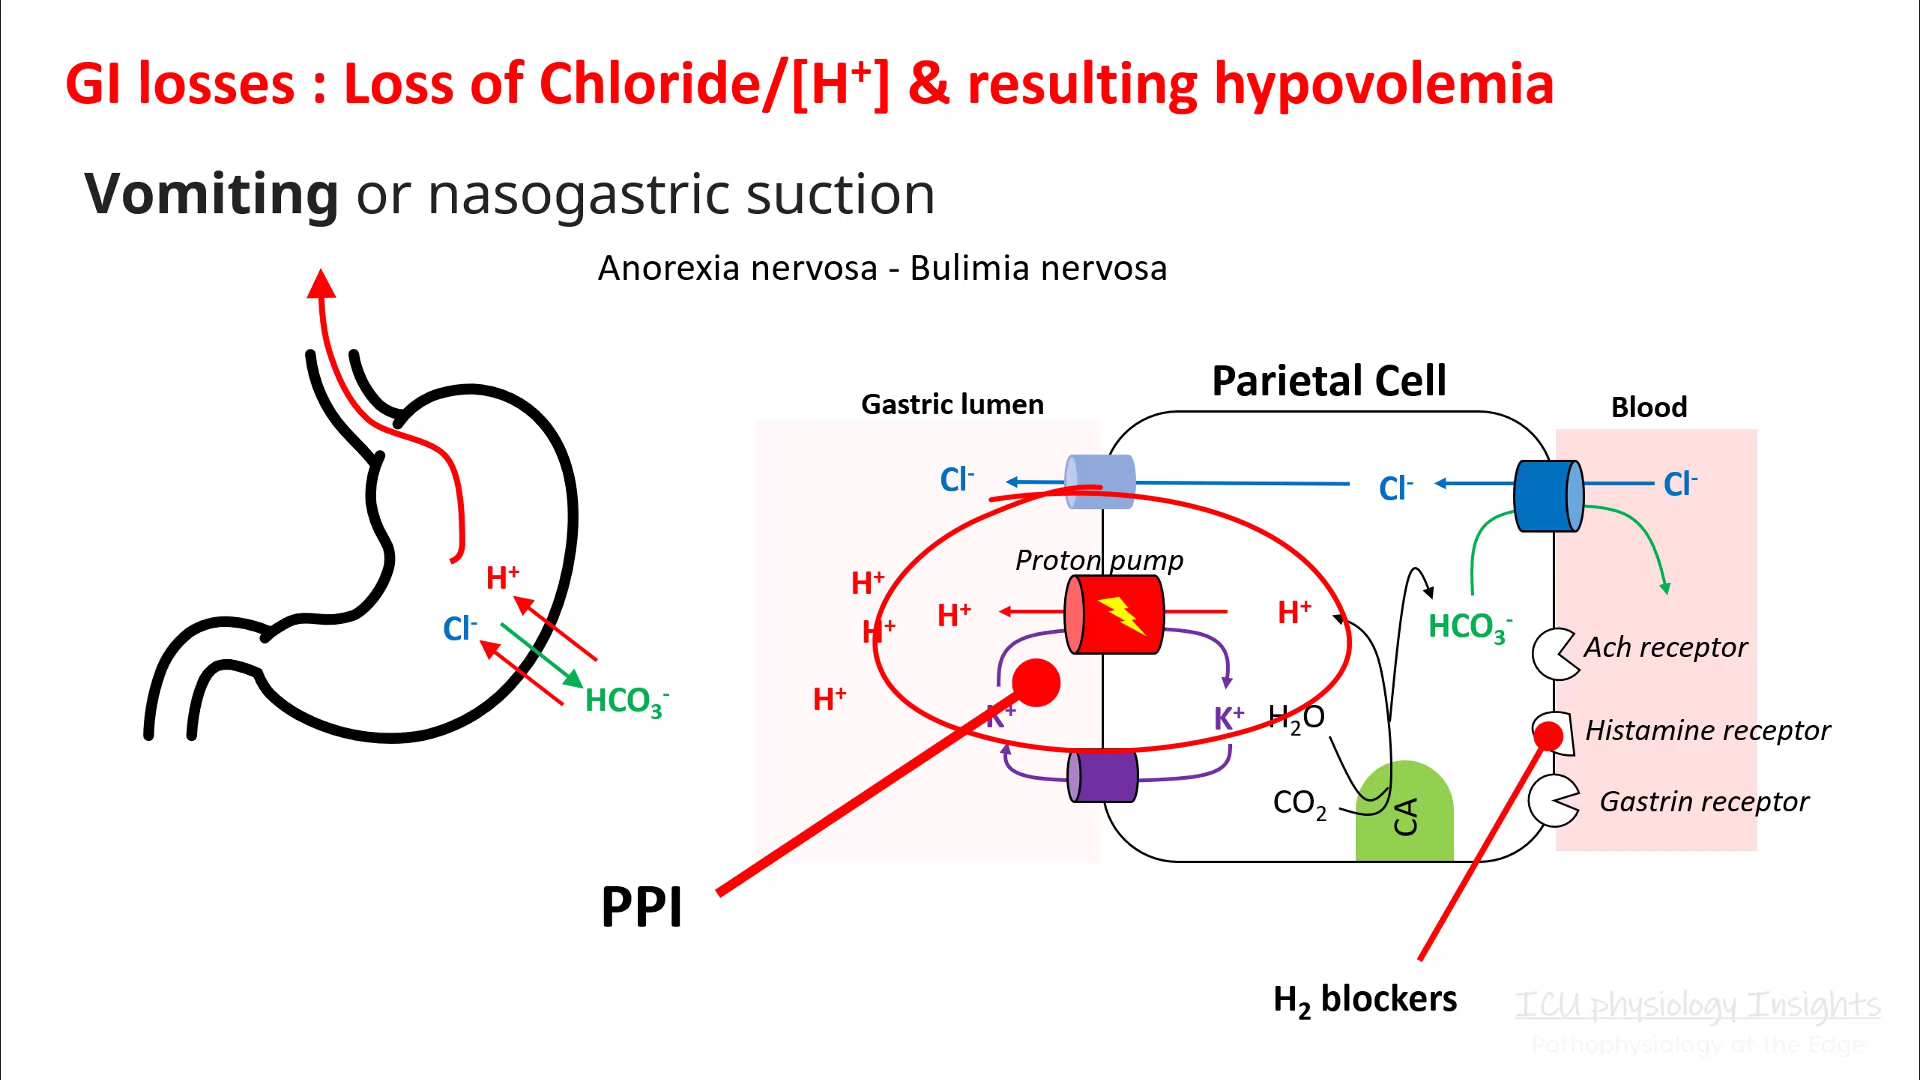 GI losses : Loss of Chloride/[H⁺] & resulting hypovolemia
Vomiting or nasogastric suction
Anorexia nervosa - Bulimia nervosa
Parietal Cell
Gastric lumen
Blood
Cl⁻
Cl⁻
Cl⁻
Proton pump
H⁺
H⁺
H⁺
H⁺
H⁺
H⁺
Cl⁻
HCO₃⁻
HCO₃⁻
K⁺
K⁺
H₂O
CO₂
CA
Ach receptor
Histamine receptor
Gastrin receptor
PPI
H₂ blockers
ICU physiology Insights
Pathophysiology at the Edge